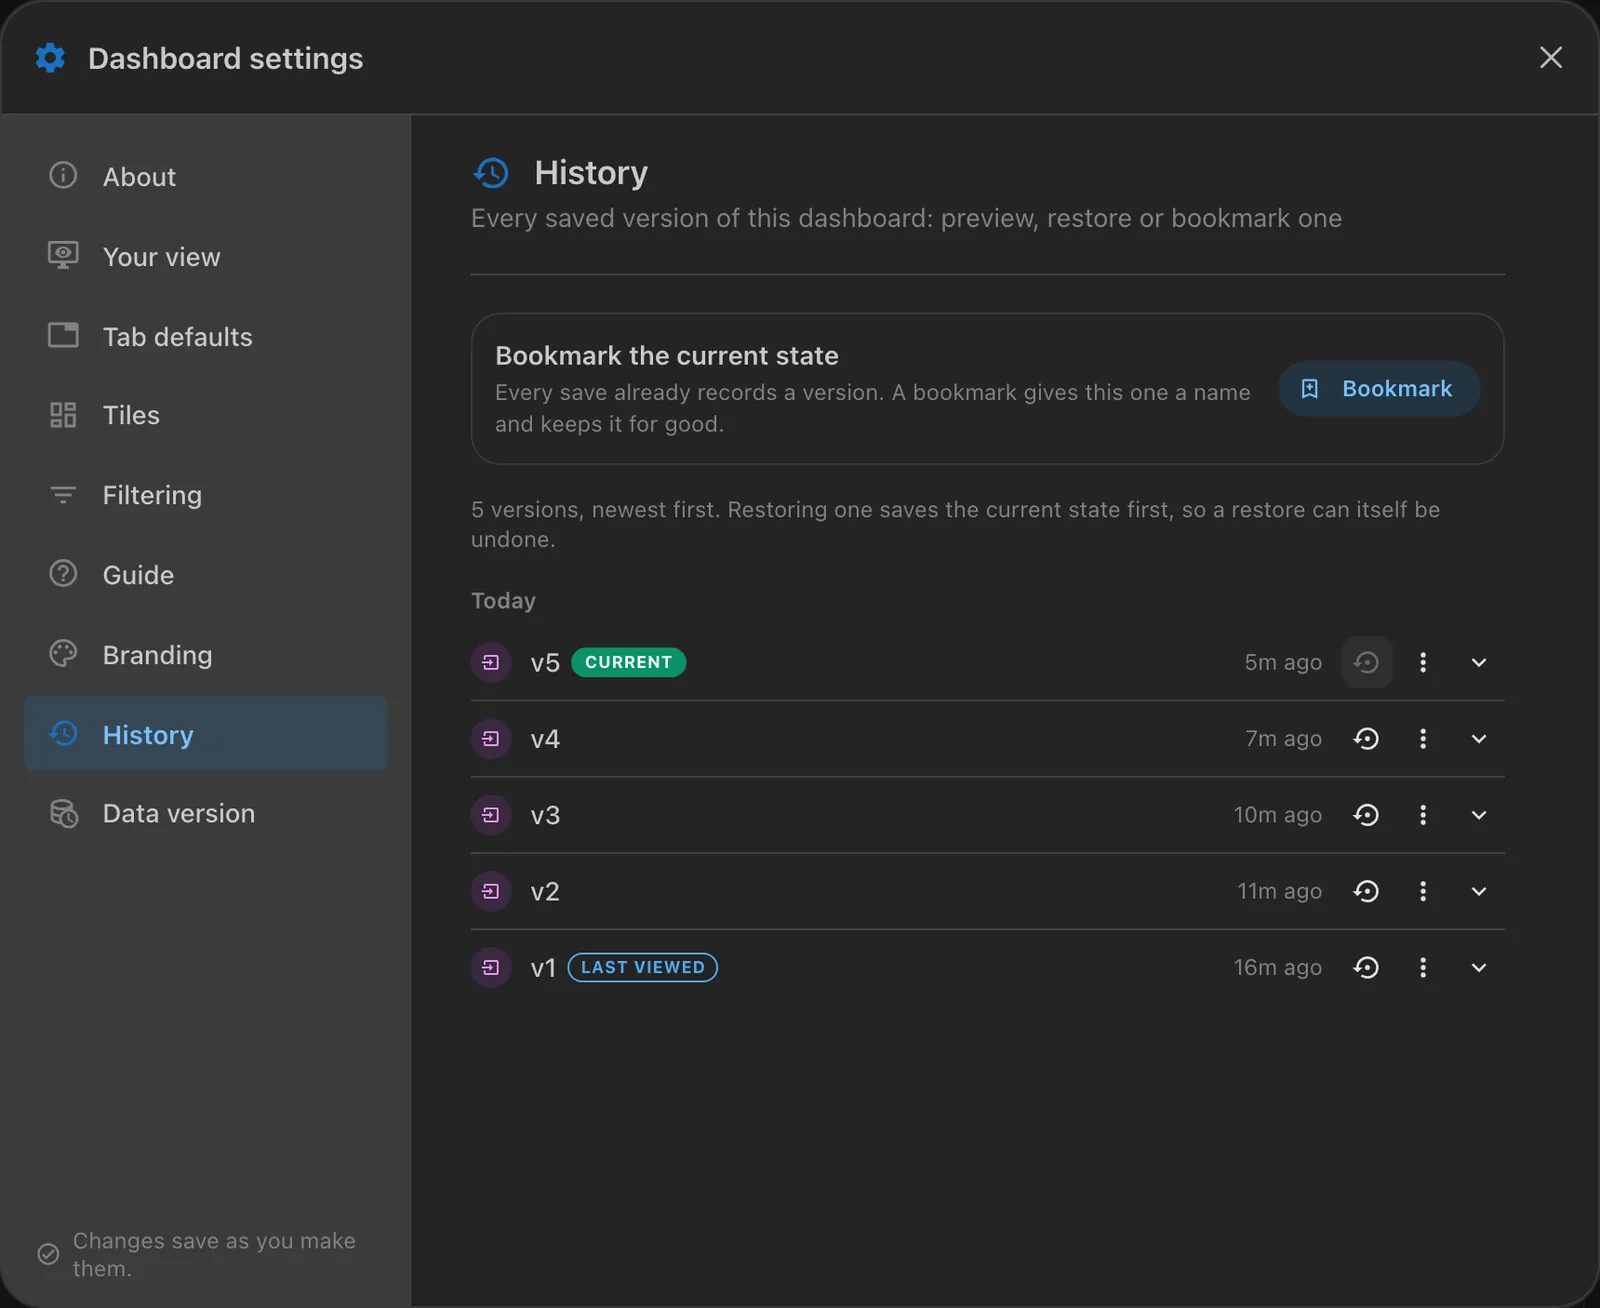 Dashboard settings
About
Your view
Tab defaults
Tiles
Filtering
Guide
Branding
History
Data version
Changes save as you make
them.
History
Every saved version of this dashboard: preview, restore or bookmark one
Bookmark the current state
Every save already records a version. A bookmark gives this one a name
and keeps it for good.
Bookmark
5 versions, newest first. Restoring one saves the current state first, so a restore can itself be
undone.
Today
v5 CURRENT 5m ago
v4 7m ago
v3 10m ago
v2 11m ago
v1 LAST VIEWED 16m ago